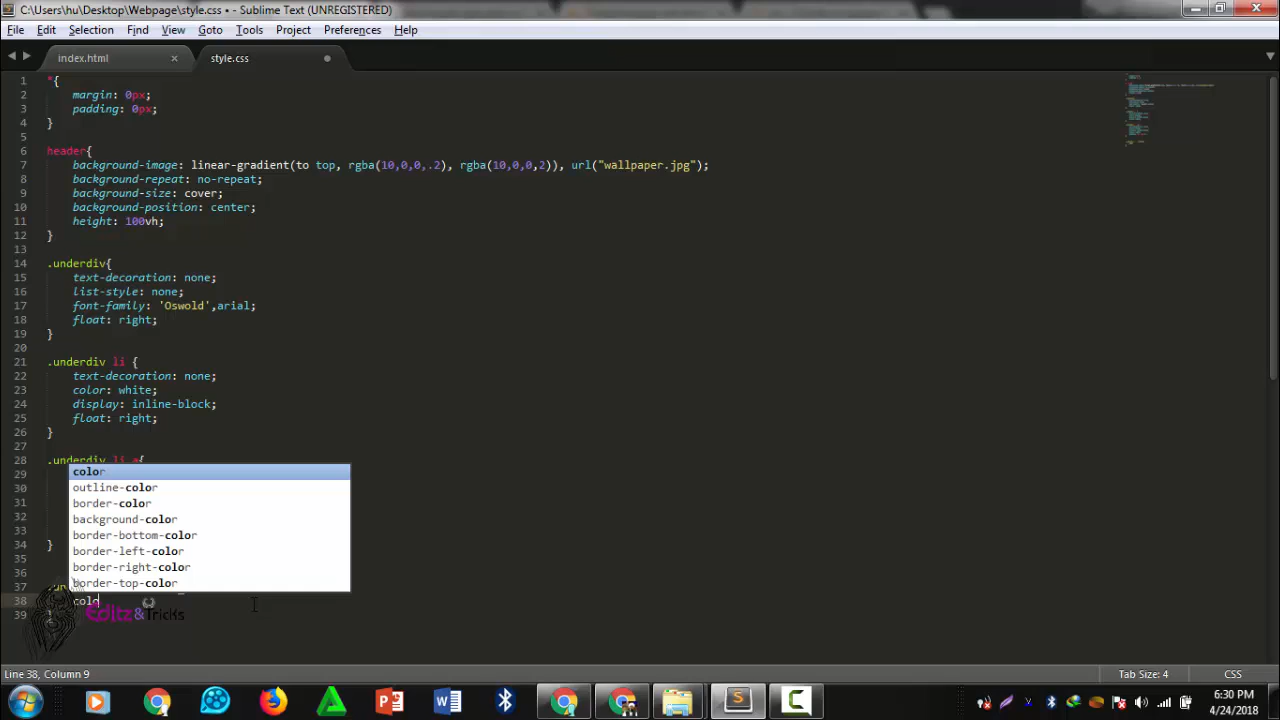 C:\Users\hu\Desktop\Webpage\style.css • - Sublime Text (UNREGISTERED)
File Edit Selection Find View Goto Tools Project Preferences Help
index.html × style.css
1 *{
2 margin: 0px;
3 padding: 0px;
4 }
5
6 header{
7 background-image: linear-gradient(to top, rgba(10,0,0,.2), rgba(10,0,0,2)), url("wallpaper.jpg");
8 background-repeat: no-repeat;
9 background-size: cover;
10 background-position: center;
11 height: 100vh;
12 }
13
14 .underdiv{
15 text-decoration: none;
16 list-style: none;
17 font-family: 'Oswold',arial;
18 float: right;
19 }
20
21 .underdiv li {
22 text-decoration: none;
23 color: white;
24 display: inline-block;
25 float: right;
26 }
27
28 .underdiv li a{
29 color
30 outline-color
31 border-color
32 background-color
33 border-bottom-color
34 } border-left-color
35 border-right-color
36 border-top-color
37
38 colo
39 }
Editz&Tricks
Line 38, Column 9 Tab Size: 4 CSS
6:30 PM
4/24/2018